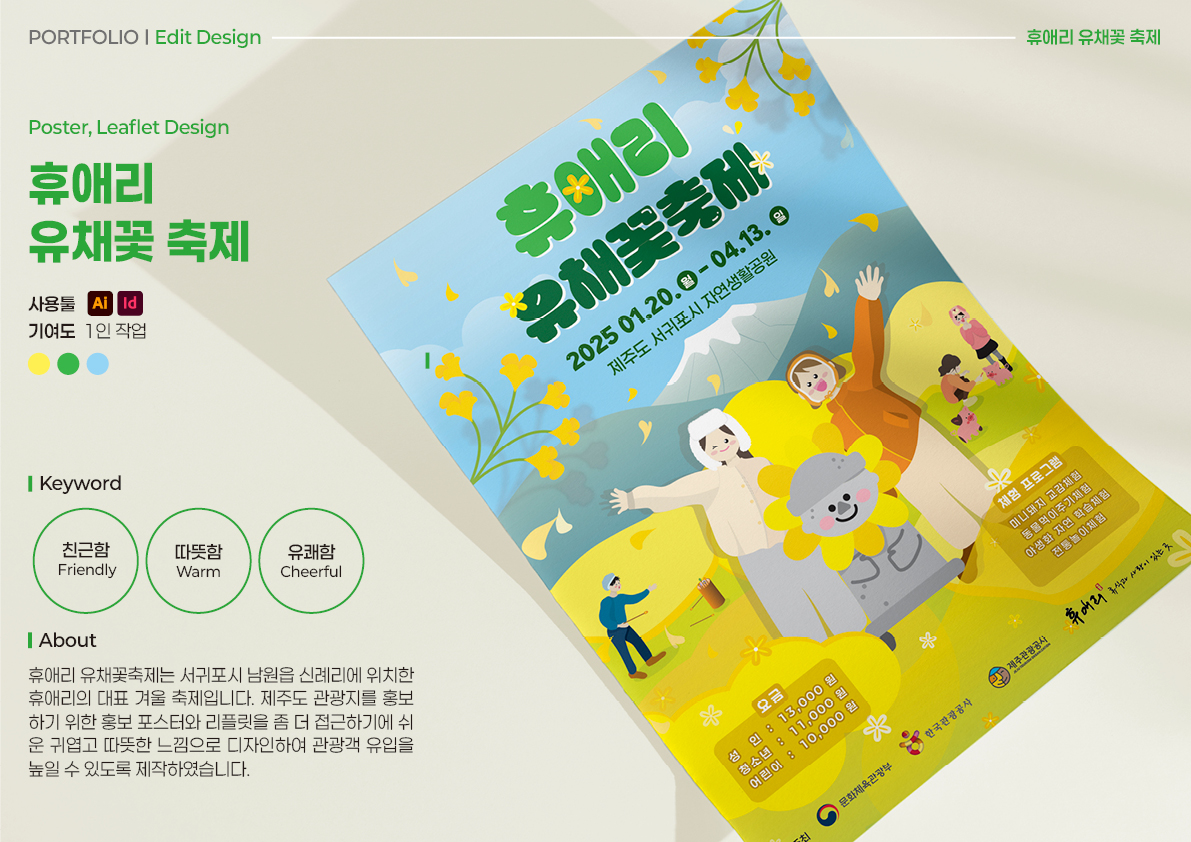 PORTFOLIO | Edit Design
휴애리 유채꽃 축제
Poster, Leaflet Design
휴애리
유채꽃 축제
사용툴 Ai Id
기여도 1인 작업
Keyword
친근함
Friendly
따뜻함
Warm
유쾌함
Cheerful
About
휴애리 유채꽃축제는 서귀포시 남원읍 신례리에 위치한
휴애리의 대표 겨울 축제입니다. 제주도 관광지를 홍보
하기 위한 홍보 포스터와 리플릿을 좀 더 접근하기에 쉬
운 귀엽고 따뜻한 느낌으로 디자인하여 관광객 유입을
높일 수 있도록 제작하였습니다.
휴애리
유채꽃축제
2025 01.20. 월 - 04.13. 일
제주도 서귀포시 자연생활공원
체험 프로그램
미니돼지 교감체험
동물먹이주기체험
야생화 자연 학습체험
전통놀이체험
요금
성 인 : 13,000 원
청소년 : 11,000 원
어린이 : 10,000 원
휴애리
문화체육관광부
한국관광공사
제주관광공사